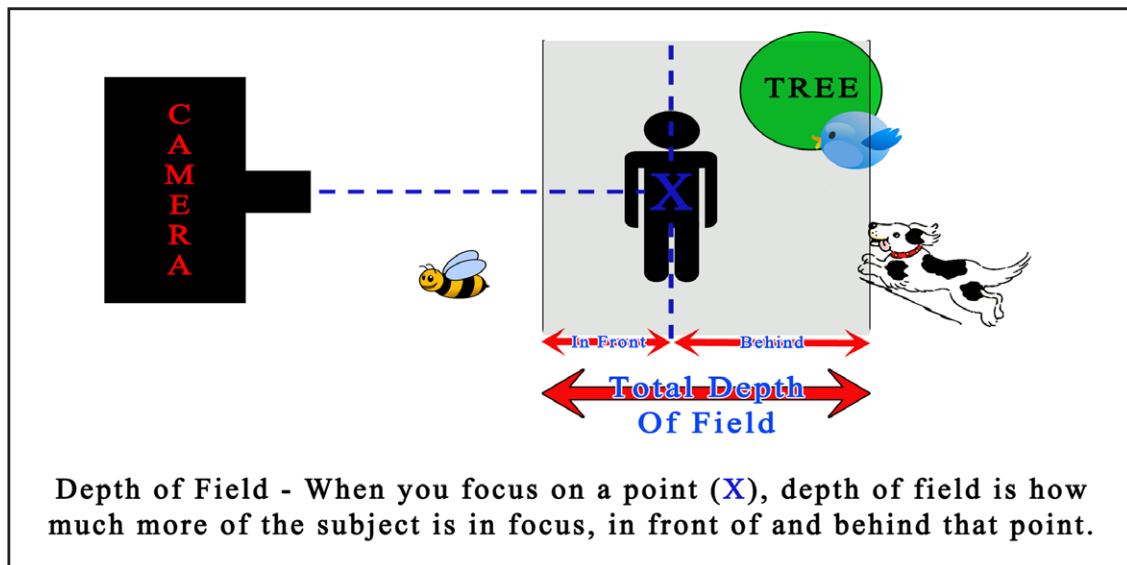 CAMERA
TREE
X
In Front
Behind
Total Depth
Of Field
Depth of Field - When you focus on a point (X), depth of field is how
much more of the subject is in focus, in front of and behind that point.